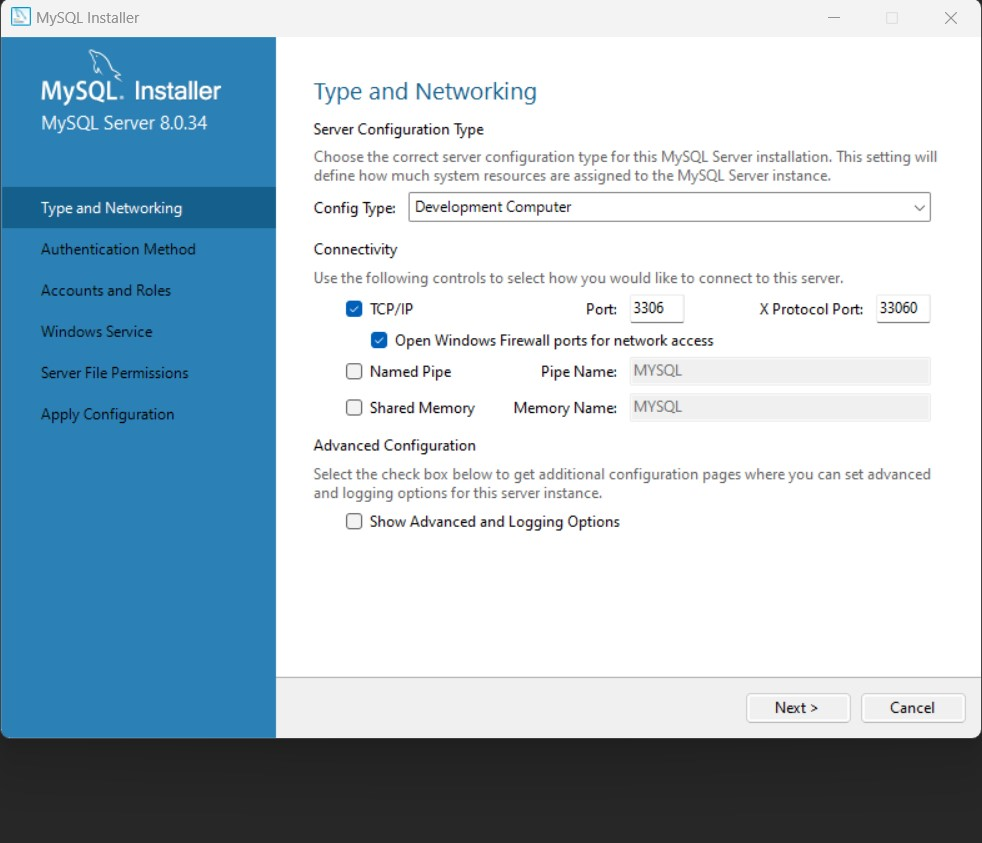 MySQL Installer
MySQL. Installer
MySQL Server 8.0.34
Type and Networking
Authentication Method
Accounts and Roles
Windows Service
Server File Permissions
Apply Configuration
Type and Networking
Server Configuration Type
Choose the correct server configuration type for this MySQL Server installation. This setting will
define how much system resources are assigned to the MySQL Server instance.
Config Type: Development Computer
Connectivity
Use the following controls to select how you would like to connect to this server.
TCP/IP Port: 3306 X Protocol Port: 33060
Open Windows Firewall ports for network access
Named Pipe Pipe Name: MYSQL
Shared Memory Memory Name: MYSQL
Advanced Configuration
Select the check box below to get additional configuration pages where you can set advanced
and logging options for this server instance.
Show Advanced and Logging Options
Next > Cancel